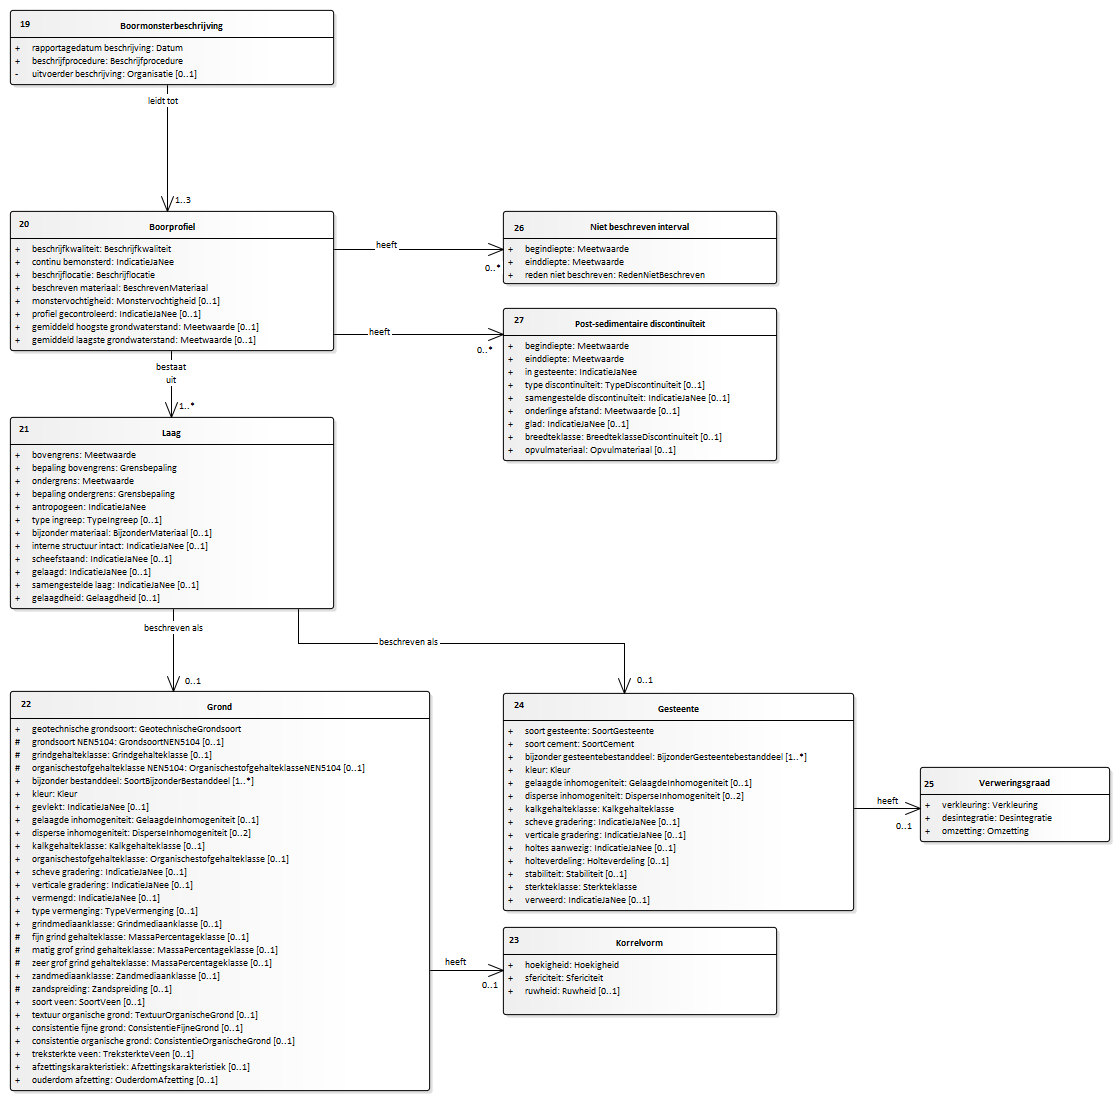 19
Boormonsterbeschrijving
+ rapportagedatum beschrijving: Datum
+ beschrijfprocedure: Beschrijfprocedure
- uitvoerder beschrijving: Organisatie [0..1]
leidt tot
1..3
20
Boorprofiel
+ beschrijfkwaliteit: Beschrijfkwaliteit
+ continu bemonsterd: IndicatieJaNee
+ beschrijflocatie: Beschrijflocatie
+ beschreven materiaal: BeschrevenMateriaal
+ monstervochtigheid: Monstervochtigheid [0..1]
+ profiel gecontroleerd: IndicatieJaNee [0..1]
+ gemiddeld hoogste grondwaterstand: Meetwaarde [0..1]
+ gemiddeld laagste grondwaterstand: Meetwaarde [0..1]
heeft
0..*
26
Niet beschreven interval
+ begindiepte: Meetwaarde
+ einddiepte: Meetwaarde
+ reden niet beschreven: RedenNietBeschreven
heeft
0..*
27
Post-sedimentaire discontinuïteit
+ begindiepte: Meetwaarde
+ einddiepte: Meetwaarde
+ in gesteente: IndicatieJaNee
+ type discontinuïteit: TypeDiscontinuïteit [0..1]
+ samengestelde discontinuïteit: IndicatieJaNee [0..1]
+ onderlinge afstand: Meetwaarde [0..1]
+ glad: IndicatieJaNee [0..1]
+ breedteklasse: BreedteklasseDiscontinuïteit [0..1]
+ opvulmateriaal: Opvulmateriaal [0..1]
bestaat
uit
1..*
21
Laag
+ bovengrens: Meetwaarde
+ bepaling bovengrens: Grensbepaling
+ ondergrens: Meetwaarde
+ bepaling ondergrens: Grensbepaling
+ antropogeen: IndicatieJaNee
+ type ingreep: TypeIngreep [0..1]
+ bijzonder materiaal: BijzonderMateriaal [0..1]
+ interne structuur intact: IndicatieJaNee [0..1]
+ scheefstaand: IndicatieJaNee [0..1]
+ gelaagd: IndicatieJaNee [0..1]
+ samengestelde laag: IndicatieJaNee [0..1]
+ gelaagdheid: Gelaagdheid [0..1]
beschreven als
0..1
beschreven als
0..1
22
Grond
+ geotechnische grondsoort: GeotechnischeGrondsoort
# grondsoort NEN5104: GrondsoortNEN5104 [0..1]
# grindgehalteklasse: Grindgehalteklasse [0..1]
# organischestofgehalteklasse NEN5104: OrganischestofgehalteklasseNEN5104 [0..1]
+ bijzonder bestanddeel: SoortBijzonderBestanddeel [1..*]
+ kleur: Kleur
+ gevlekt: IndicatieJaNee [0..1]
+ gelaagde inhomogeniteit: GelaagdeInhomogeniteit [0..1]
+ disperse inhomogeniteit: DisperseInhomogeniteit [0..2]
+ kalkgehalteklasse: Kalkgehalteklasse [0..1]
+ organischestofgehalteklasse: Organischestofgehalteklasse [0..1]
+ scheve gradering: IndicatieJaNee [0..1]
+ verticale gradering: IndicatieJaNee [0..1]
+ vermengd: IndicatieJaNee [0..1]
+ type vermenging: TypeVermenging [0..1]
+ grindmediaanklasse: Grindmediaanklasse [0..1]
# fijn grind gehalteklasse: MassaPercentageklasse [0..1]
# matig grof grind gehalteklasse: MassaPercentageklasse [0..1]
# zeer grof grind gehalteklasse: MassaPercentageklasse [0..1]
+ zandmediaanklasse: Zandmediaanklasse [0..1]
# zandspreiding: Zandspreiding [0..1]
+ soort veen: SoortVeen [0..1]
+ textuur organische grond: TextuurOrganischeGrond [0..1]
+ consistentie fijne grond: ConsistentieFijneGrond [0..1]
+ consistentie organische grond: ConsistentieOrganischeGrond [0..1]
+ treksterkte veen: TreksterkteVeen [0..1]
+ afzettingskarakteristiek: Afzettingskarakteristiek [0..1]
+ ouderdom afzetting: OuderdomAfzetting [0..1]
24
Gesteente
+ soort gesteente: SoortGesteente
+ soort cement: SoortCement
+ bijzonder gesteentebestanddeel: BijzonderGesteentebestanddeel [1..*]
+ kleur: Kleur
+ gelaagde inhomogeniteit: GelaagdeInhomogeniteit [0..1]
+ disperse inhomogeniteit: DisperseInhomogeniteit [0..2]
+ kalkgehalteklasse: Kalkgehalteklasse
+ scheve gradering: IndicatieJaNee [0..1]
+ verticale gradering: IndicatieJaNee [0..1]
+ holtes aanwezig: IndicatieJaNee [0..1]
+ holteverdeling: Holteverdeling [0..1]
+ stabiliteit: Stabiliteit [0..1]
+ sterkteklasse: Sterkteklasse
+ verweerd: IndicatieJaNee [0..1]
heeft
0..1
25
Verweringsgraad
+ verkleuring: Verkleuring
+ desintegratie: Desintegratie
+ omzetting: Omzetting
heeft
0..1
23
Korrelvorm
+ hoekigheid: Hoekigheid
+ sfericiteit: Sfericiteit
+ ruwheid: Ruwheid [0..1]